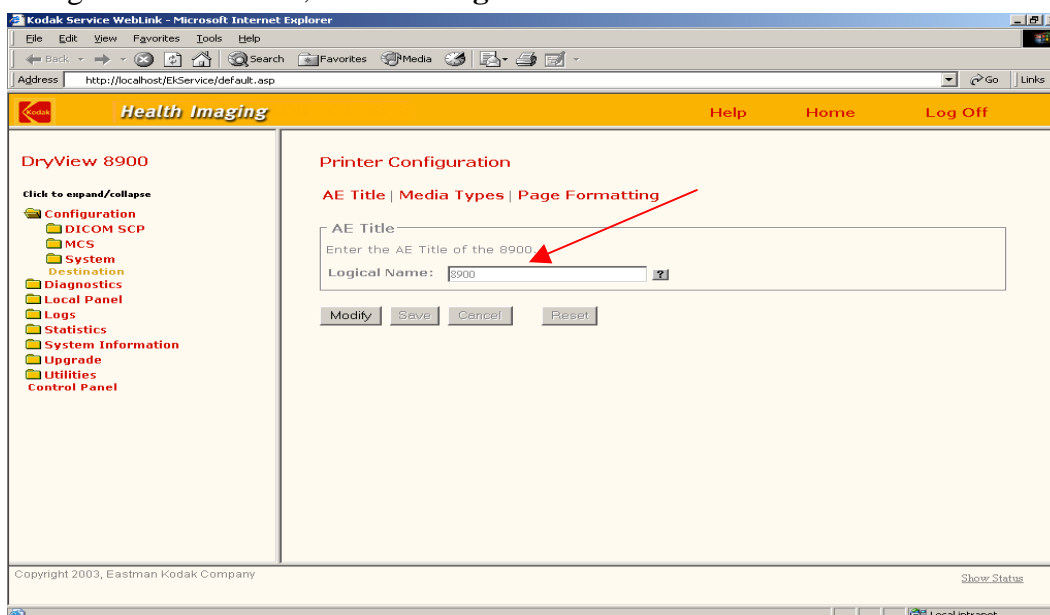 Kodak Service WebLink - Microsoft Internet Explorer
File Edit View Favorites Tools Help
Back Search Favorites Media
Address http://localhost/EkService/default.asp Go Links
Kodak Health Imaging Help Home Log Off
DryView 8900
Click to expand/collapse
Configuration
DICOM SCP
MCS
System
Destination
Diagnostics
Local Panel
Logs
Statistics
System Information
Upgrade
Utilities
Control Panel
Printer Configuration
AE Title | Media Types | Page Formatting
AE Title
Enter the AE Title of the 8900
Logical Name: 8900 ?
Modify Save Cancel Reset
Copyright 2003, Eastman Kodak Company Show Status
Local intranet